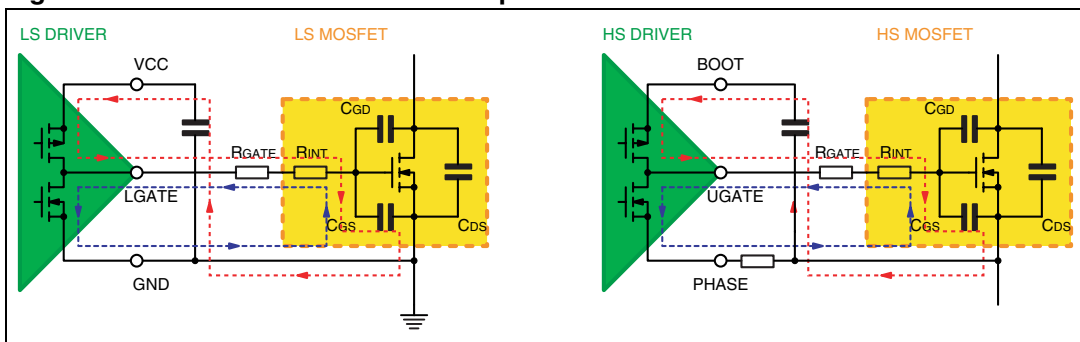 LS DRIVER
LS MOSFET
VCC
CGD
RGATE
RINT
LGATE
CGS
CDS
GND
HS DRIVER
HS MOSFET
BOOT
CGD
RGATE
RINT
UGATE
CGS
CDS
PHASE